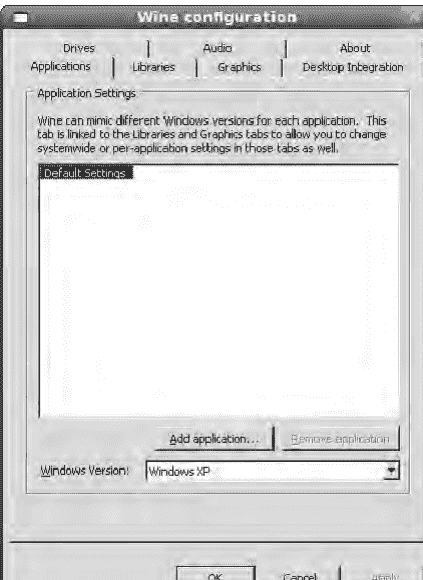 Wine configuration
Drives
Audio
About
Applications
Libraries
Graphics
Desktop Integration
Application Settings
Wine can mimic different Windows versions for each application. This
tab is linked to the Libraries and Graphics tabs to allow you to change
systemwide or per-application settings in those tabs as well.
Default Settings
Add application...
Remove application
Windows Version:
Windows XP
OK
Cancel
Apply